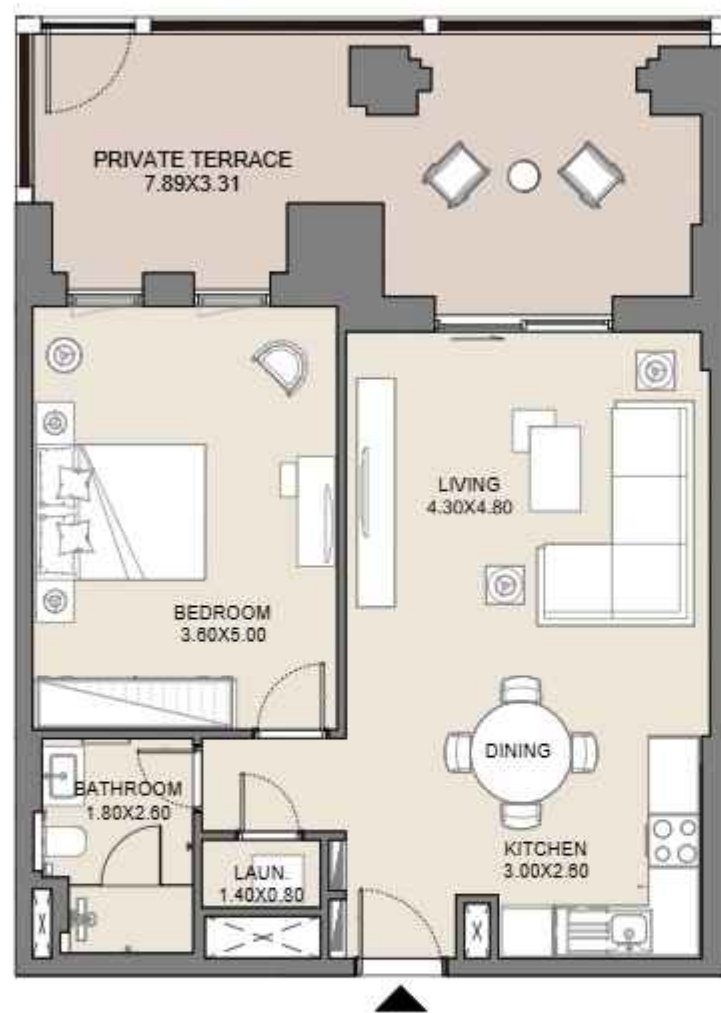 PRIVATE TERRACE
7.89X3.31
LIVING
4.30X4.80
BEDROOM
3.60X5.00
DINING
BATHROOM
1.80X2.60
KITCHEN
3.00X2.60
LAUN.
1.40X0.80